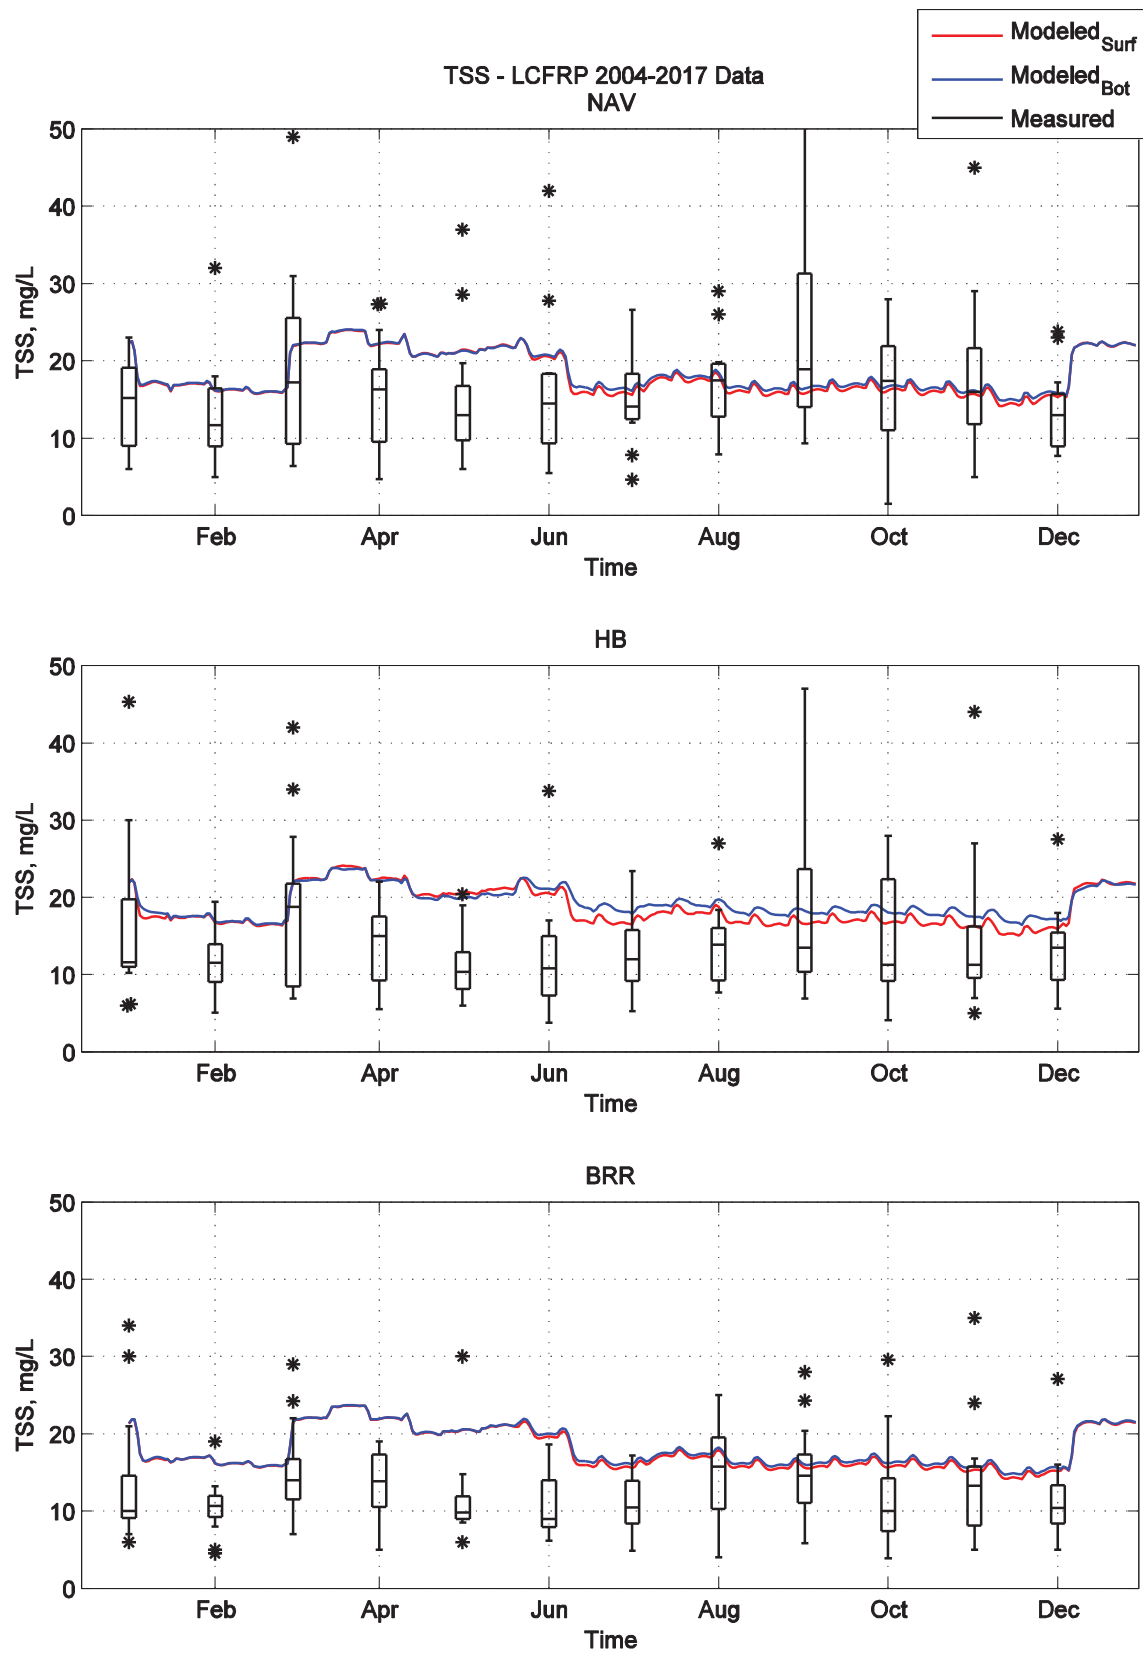 Modeled_Surf
Modeled_Bot
Measured
TSS - LCFRP 2004-2017 Data
NAV
50
40
30
20
10
0
TSS, mg/L
Feb Apr Jun Aug Oct Dec
Time
HB
50
40
30
20
10
0
TSS, mg/L
Feb Apr Jun Aug Oct Dec
Time
BRR
50
40
30
20
10
0
TSS, mg/L
Feb Apr Jun Aug Oct Dec
Time